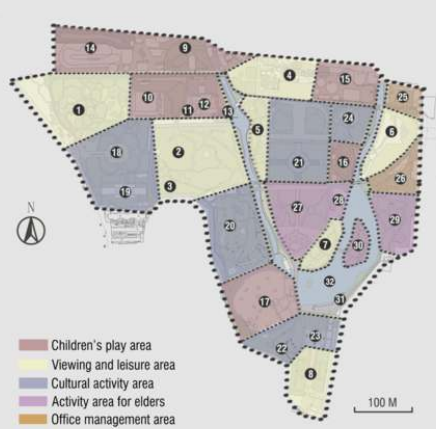 14 9 4 15 25
1 10 11 12 13 5 24 6
2 21 16 26
18 3
19 20 27 28 29
7 30
N
32
17 31
22 23
8
Children's play area
Viewing and leisure area
Cultural activity area
Activity area for elders
Office management area
100 M